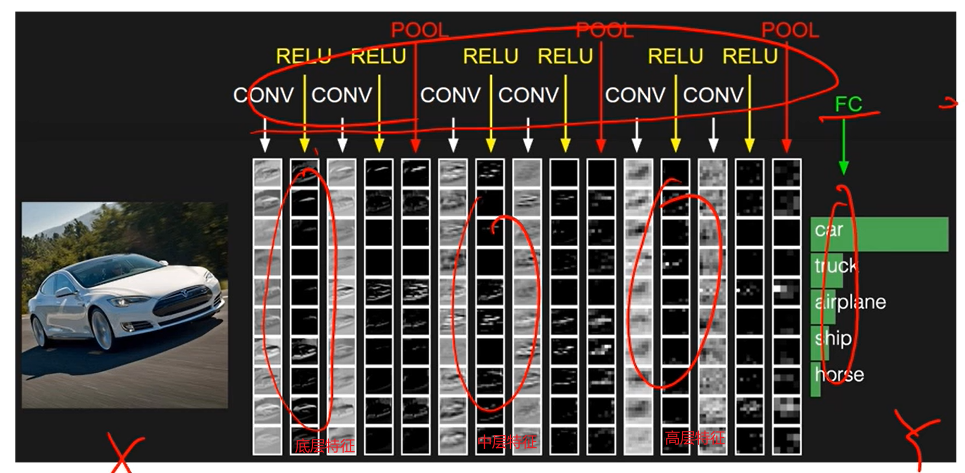 POOL POOL POOL
RELU RELU RELU RELU RELU RELU
CONV CONV CONV CONV CONV CONV
FC
car
truck
airplane
ship
horse
底层特征 中层特征 高层特征
X